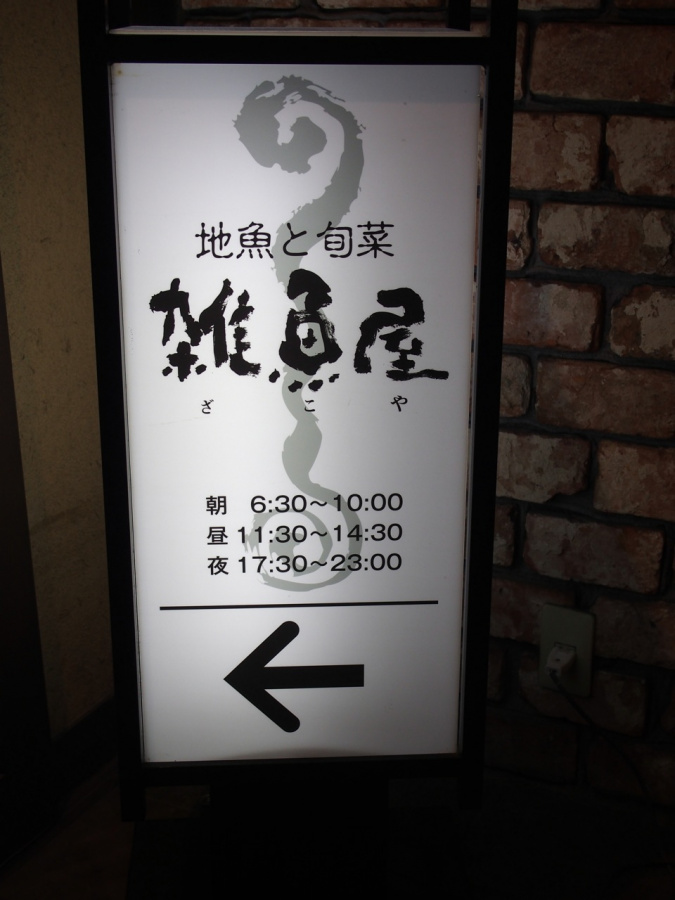 地魚と旬菜
雑魚屋
ざこや
朝 6:30～10:00
昼 11:30～14:30
夜 17:30～23:00